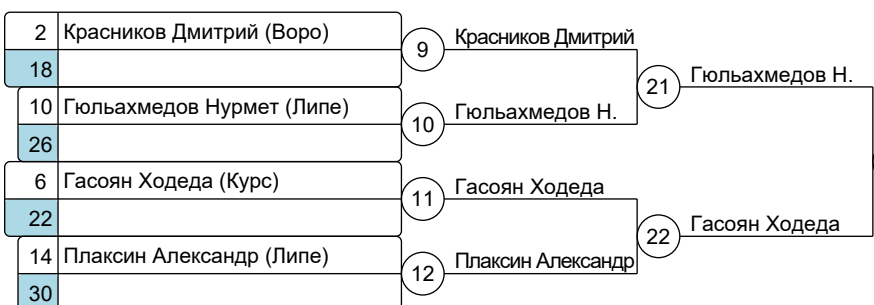 2 Красников Дмитрий (Воро)
18
9
Красников Дмитрий
10 Гюльахмедов Нурмет (Липе)
26
10
Гюльахмедов Н.
21
Гюльахмедов Н.
6 Гасоян Ходеда (Курс)
22
11
Гасоян Ходеда
14 Плаксин Александр (Липе)
30
12
Плаксин Александр
22
Гасоян Ходеда